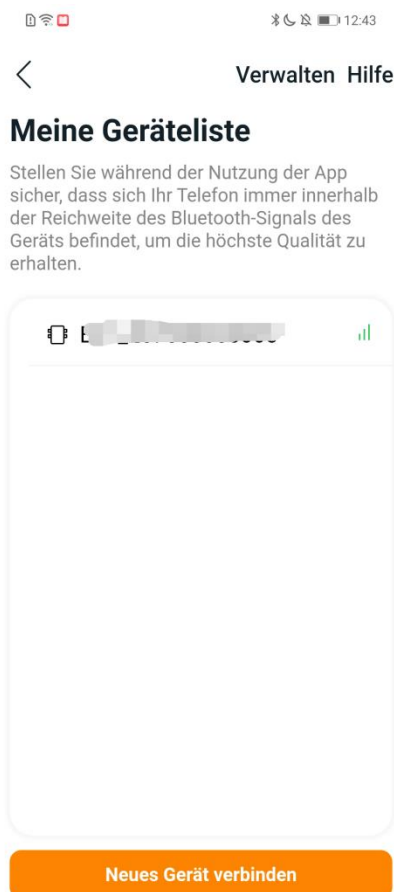 12:43
Verwalten Hilfe
Meine Geräteliste
Stellen Sie während der Nutzung der App
sicher, dass sich Ihr Telefon immer innerhalb
der Reichweite des Bluetooth-Signals des
Geräts befindet, um die höchste Qualität zu
erhalten.
Neues Gerät verbinden